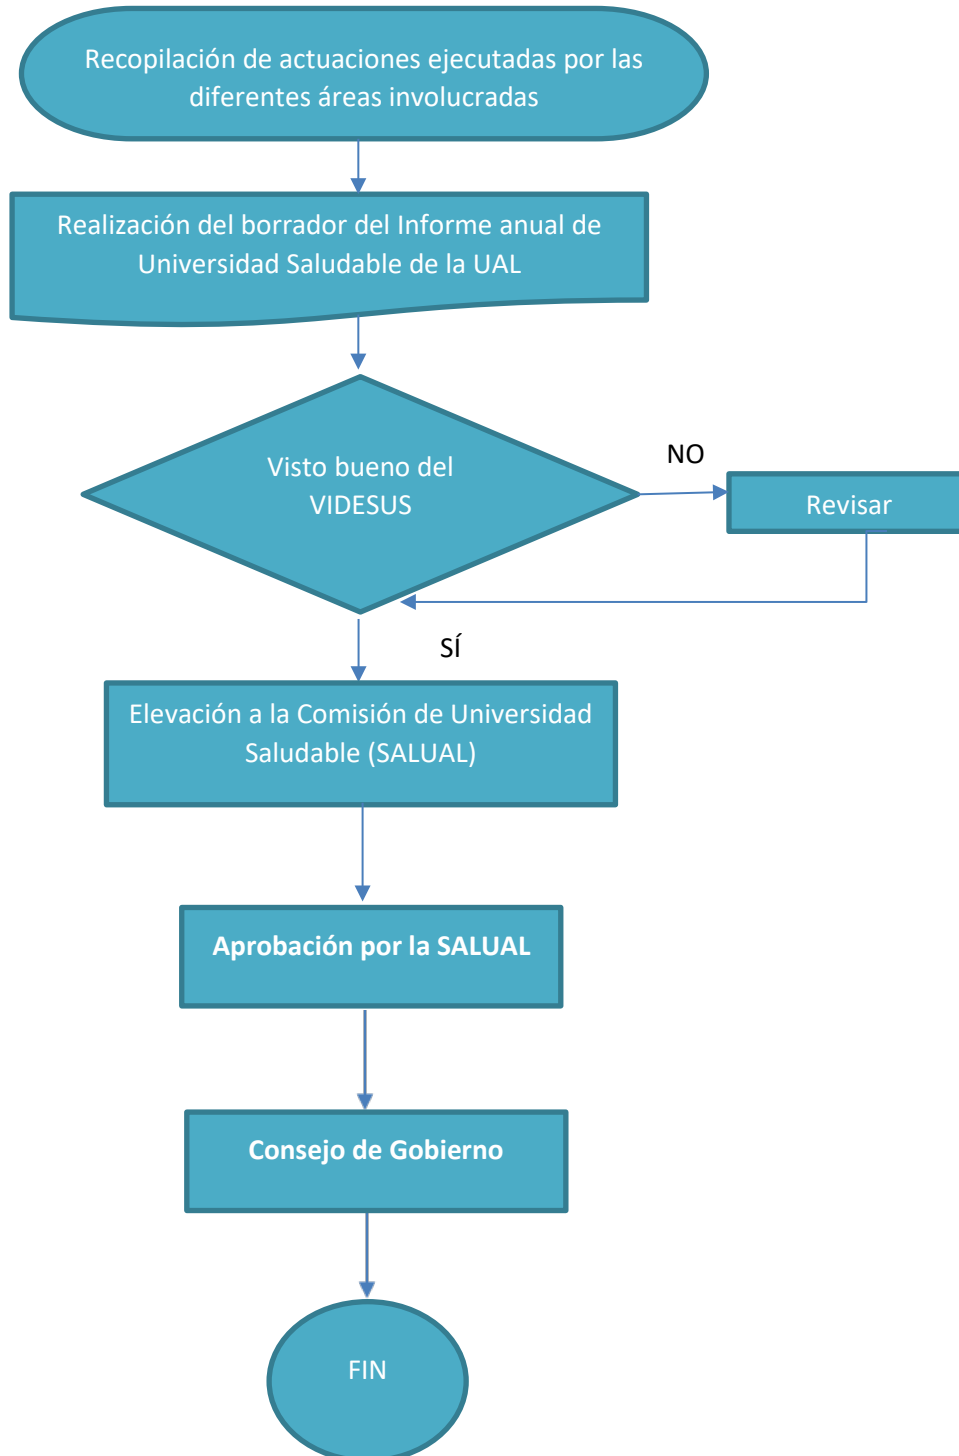 Recopilación de actuaciones ejecutadas por las
diferentes áreas involucradas
Realización del borrador del Informe anual de
Universidad Saludable de la UAL
Visto bueno del
VIDESUS
NO
Revisar
SÍ
Elevación a la Comisión de Universidad
Saludable (SALUAL)
Aprobación por la SALUAL
Consejo de Gobierno
FIN